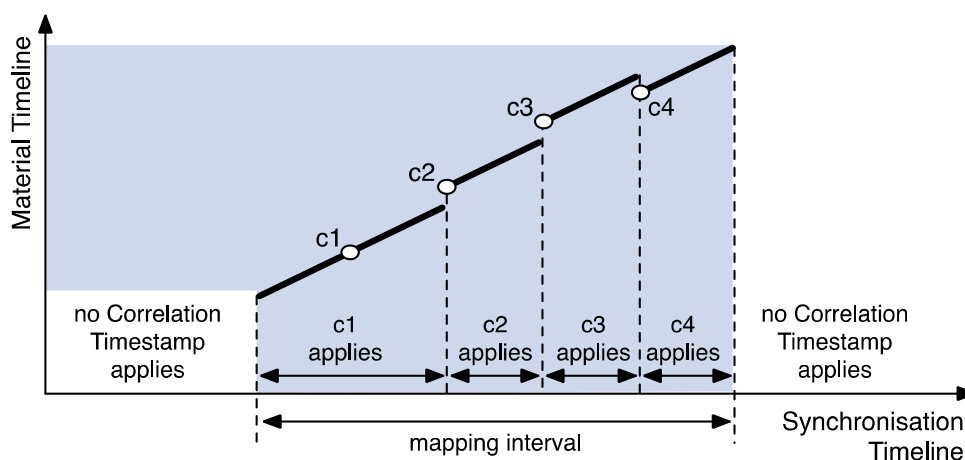 Material Timeline
c1
c2
c3
c4
no Correlation
Timestamp
applies
c1
applies
c2
applies
c3
applies
c4
applies
no Correlation
Timestamp
applies
mapping interval
Synchronisation
Timeline